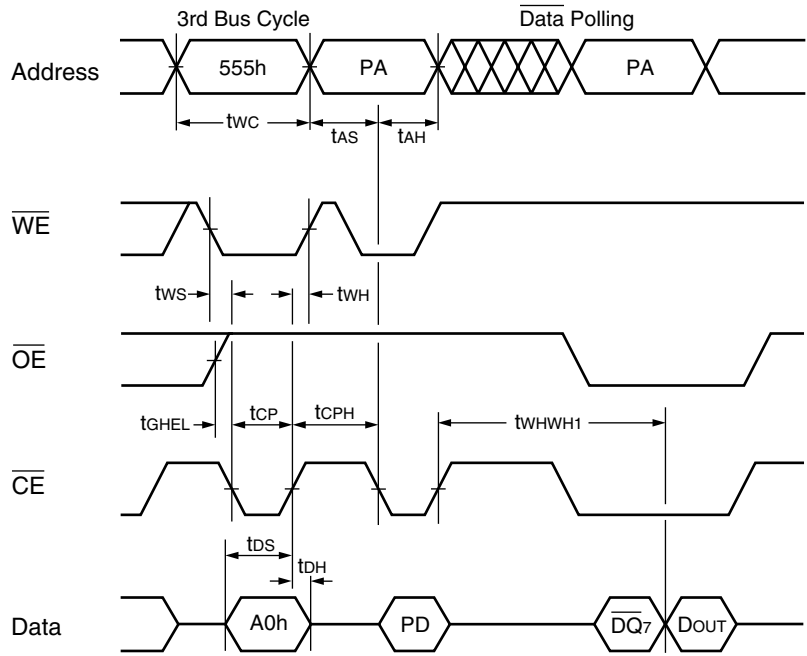 3rd Bus Cycle Data Polling
Address 555h PA PA
tWC tAS tAH
WE
tWS tWH
OE
tGHEL tCP tCPH tWHWH1
CE
tDS
tDH
Data A0h PD DQ7 DOUT